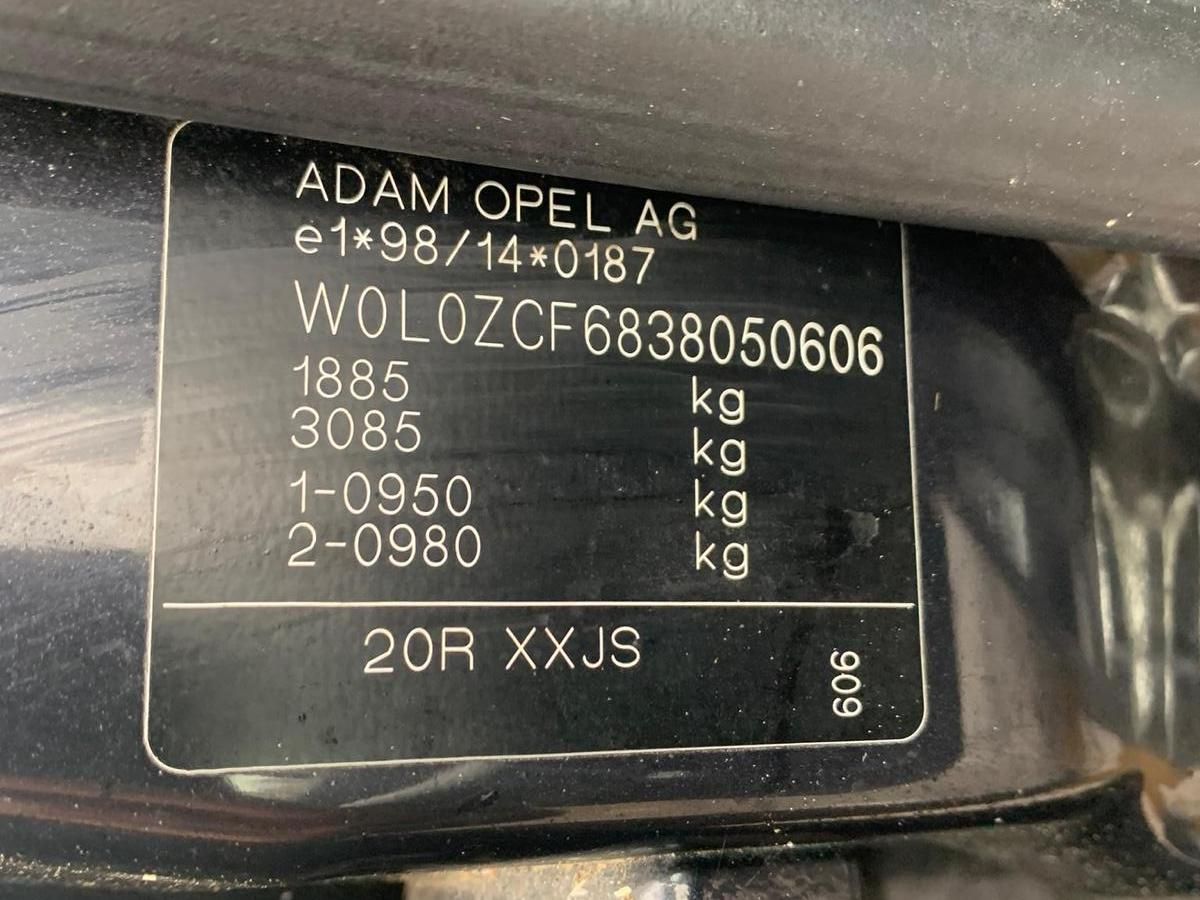 ADAM OPEL AG
e1*98/14*0187
W0L0ZCF6838050606
1885 kg
3085 kg
1-0950 kg
2-0980 kg
20R XXJS
606